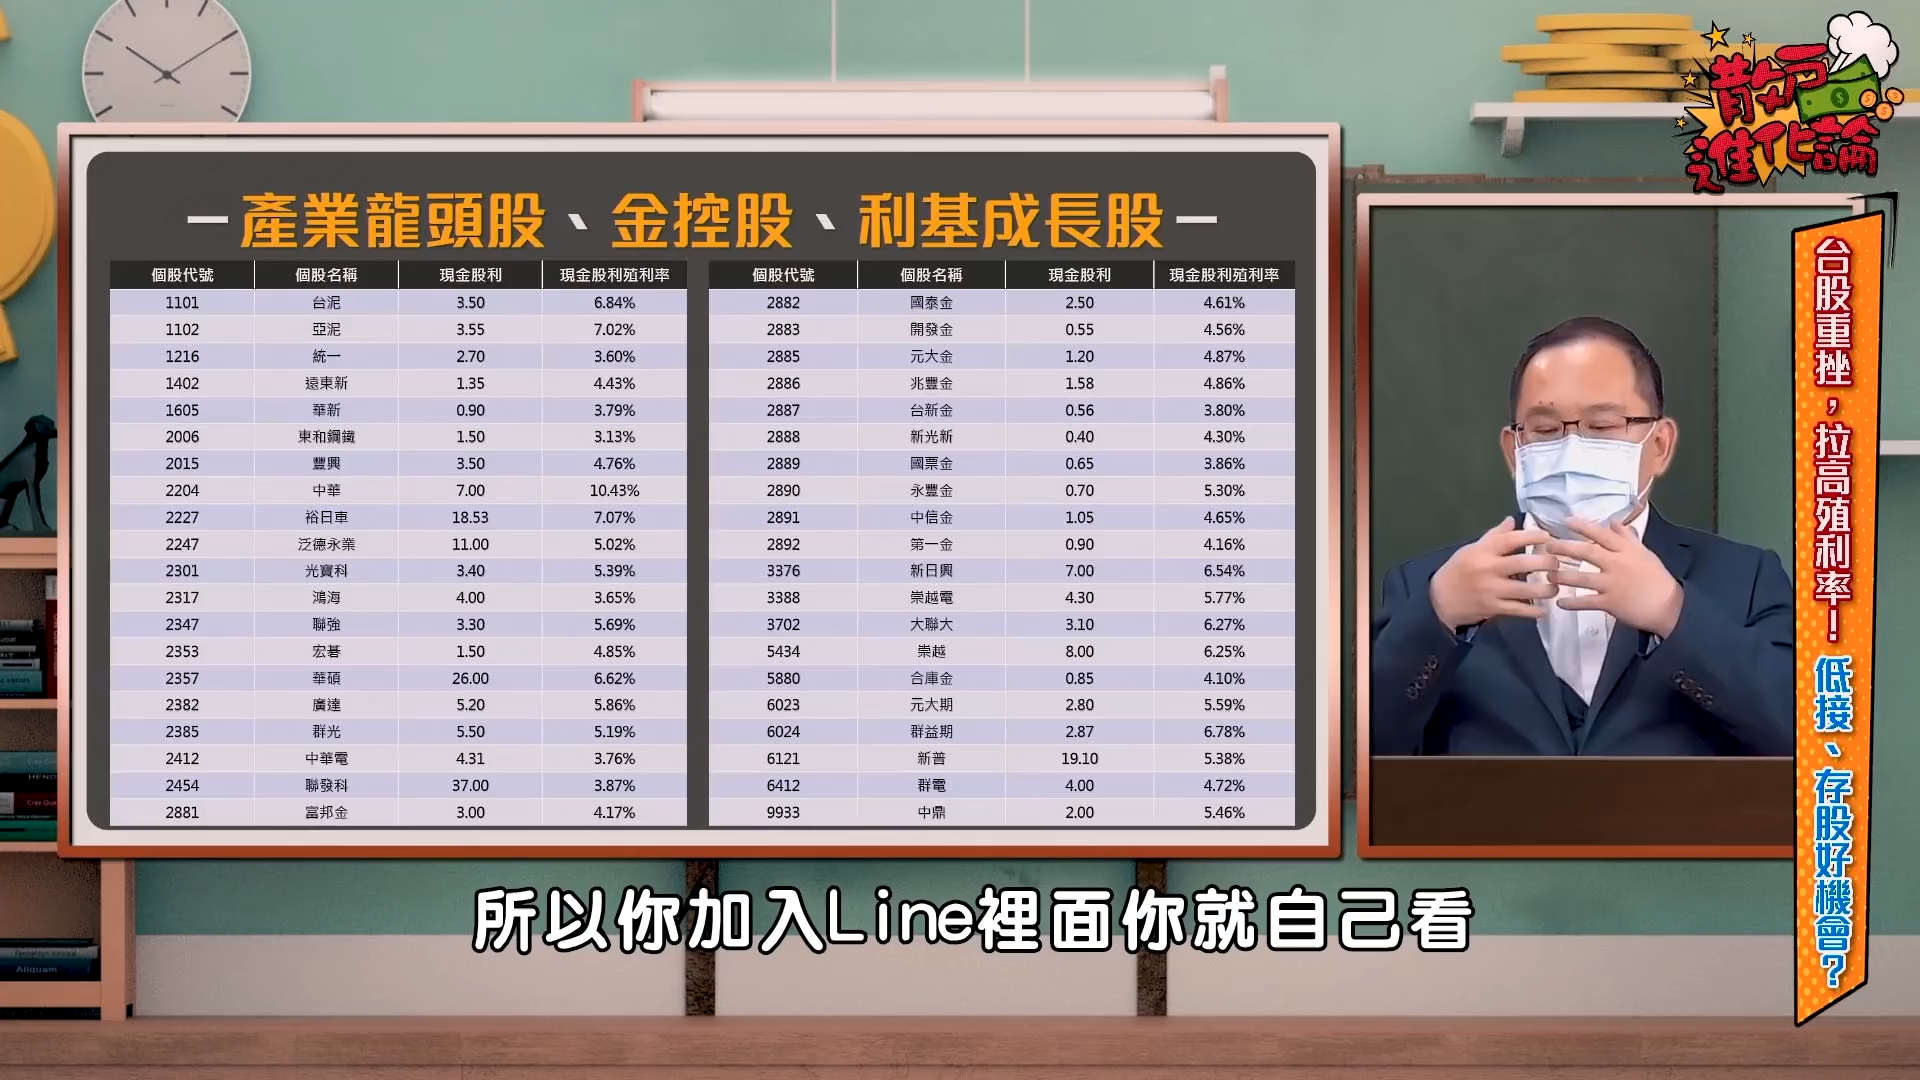 散戶
進化論
－產業龍頭股、金控股、利基成長股－
個股代號 個股名稱 現金股利 現金股利殖利率
1101 台泥 3.50 6.84%
1102 亞泥 3.55 7.02%
1216 統一 2.70 3.60%
1402 遠東新 1.35 4.43%
1605 華新 0.90 3.79%
2006 東和鋼鐵 1.50 3.13%
2015 豐興 3.50 4.76%
2204 中華 7.00 10.43%
2227 裕日車 18.53 7.07%
2247 泛德永業 11.00 5.02%
2301 光寶科 3.40 5.39%
2317 鴻海 4.00 3.65%
2347 聯強 3.30 5.69%
2353 宏碁 1.50 4.85%
2357 華碩 26.00 6.62%
2382 廣達 5.20 5.86%
2385 群光 5.50 5.19%
2412 中華電 4.31 3.76%
2454 聯發科 37.00 3.87%
2881 富邦金 3.00 4.17%
個股代號 個股名稱 現金股利 現金股利殖利率
2882 國泰金 2.50 4.61%
2883 開發金 0.55 4.56%
2885 元大金 1.20 4.87%
2886 兆豐金 1.58 4.86%
2887 台新金 0.56 3.80%
2888 新光新 0.40 4.30%
2889 國票金 0.65 3.86%
2890 永豐金 0.70 5.30%
2891 中信金 1.05 4.65%
2892 第一金 0.90 4.16%
3376 新日興 7.00 6.54%
3388 崇越電 4.30 5.77%
3702 大聯大 3.10 6.27%
5434 崇越 8.00 6.25%
5880 合庫金 0.85 4.10%
6023 元大期 2.80 5.59%
6024 群益期 2.87 6.78%
6121 新普 19.10 5.38%
6412 群電 4.00 4.72%
9933 中鼎 2.00 5.46%
台股重挫，拉高殖利率！低接、存股好機會？
所以你加入Line裡面你就自己看
Aliquam